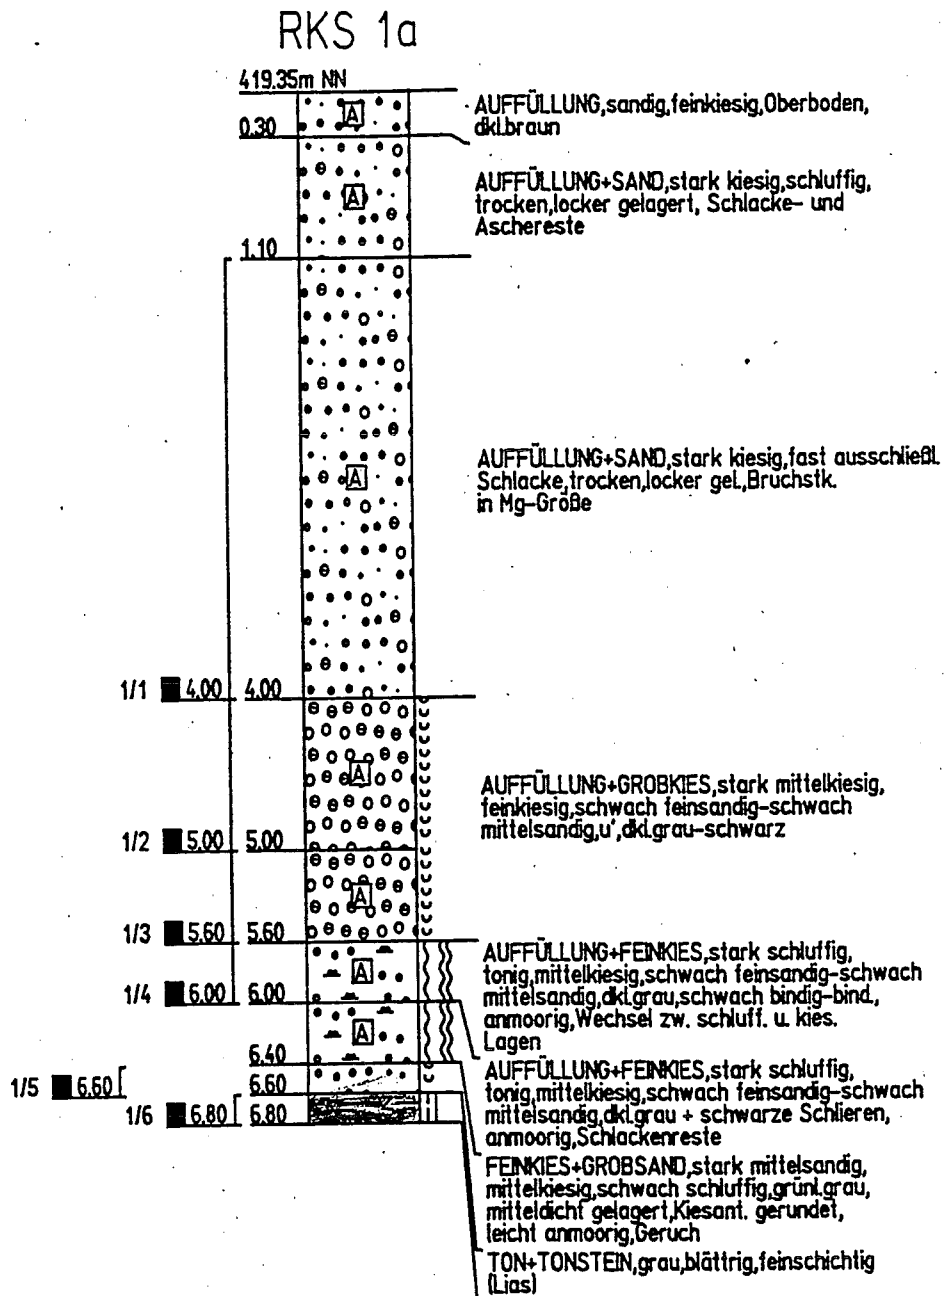 RKS 1a
419.35m NN
A
AUFFÜLLUNG,sandig,feinkiesig,Oberboden,
dkl.braun
0.30
A
AUFFÜLLUNG+SAND,stark kiesig,schluffig,
trocken,locker gelagert, Schlacke- und
Aschereste
1.10
A
AUFFÜLLUNG+SAND,stark kiesig,fast ausschließl.
Schlacke,trocken,locker gel.,Bruchstk.
in Mg-Größe
1/1 4.00 4.00
A
AUFFÜLLUNG+GROBKIES,stark mittelkiesig,
feinkiesig,schwach feinsandig-schwach
mittelsandig,u',dkl.grau-schwarz
1/2 5.00 5.00
A
1/3 5.60 5.60
A
AUFFÜLLUNG+FEINKIES,stark schluffig,
tonig,mittelkiesig,schwach feinsandig-schwach
mittelsandig,dkl.grau,schwach bindig-bind.,
anmoorig,Wechsel zw. schluff. u. kies.
Lagen
1/4 6.00 6.00
A
6.40
AUFFÜLLUNG+FEINKIES,stark schluffig,
tonig,mittelkiesig,schwach feinsandig-schwach
mittelsandig,dkl.grau + schwarze Schlieren,
anmoorig,Schlackenreste
1/5 6.60 6.60
1/6 6.80 6.80
FEINKIES+GROBSAND,stark mittelsandig,
mittelkiesig,schwach schluffig,grünl.grau,
mitteldicht gelagert,Kiesant. gerundet,
leicht anmoorig,Geruch
TON+TONSTEIN,grau,blättrig,feinschichtig
(Lias)